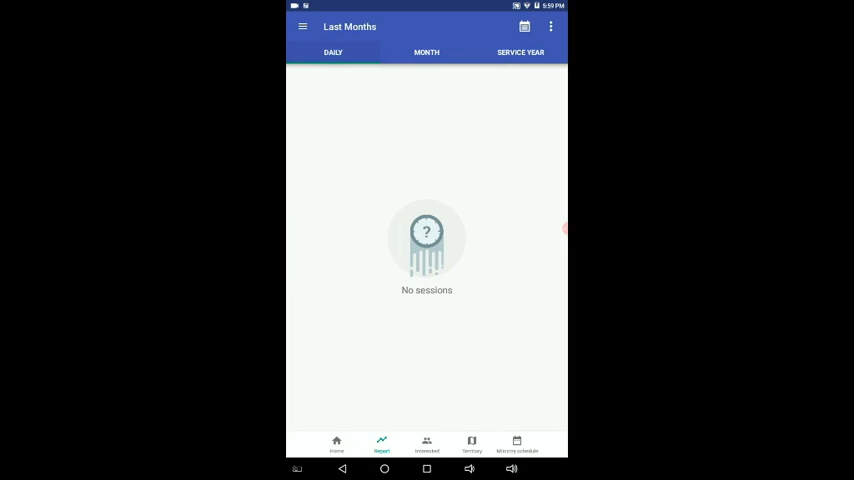 5:59 PM
Last Months
DAILY
MONTH
SERVICE YEAR
?
No sessions
Home
Report
Interested
Territory
Ministry schedule